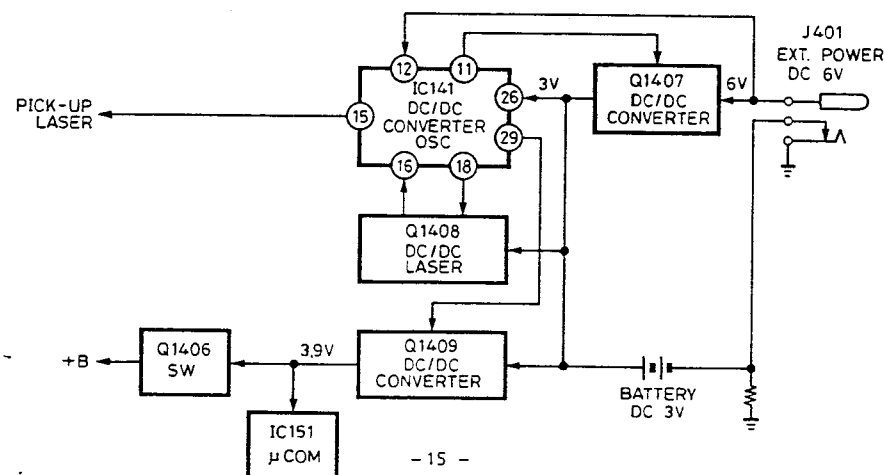 J401
EXT. POWER
DC 6V
12
11
IC141
DC/DC
CONVERTER
OSC
26
29
15
16
18
3V
Q1407
DC/DC
CONVERTER
6V
PICK-UP
LASER
Q1408
DC/DC
LASER
+B
Q1406
SW
3.9V
Q1409
DC/DC
CONVERTER
BATTERY
DC 3V
IC151
μCOM
- 15 -